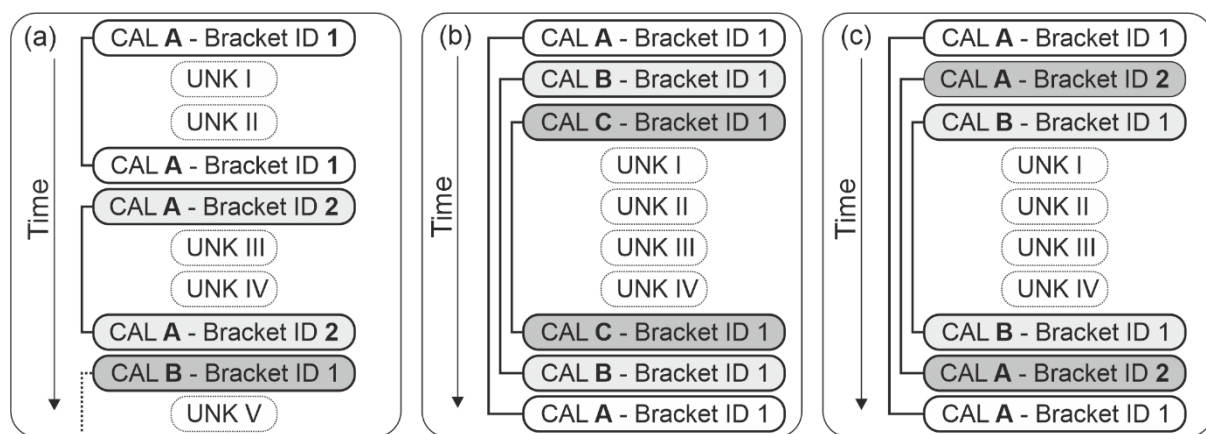 (a)
CAL A - Bracket ID 1
UNK I
UNK II
CAL A - Bracket ID 1
CAL A - Bracket ID 2
UNK III
UNK IV
CAL A - Bracket ID 2
CAL B - Bracket ID 1
UNK V
Time
(b)
CAL A - Bracket ID 1
CAL B - Bracket ID 1
CAL C - Bracket ID 1
UNK I
UNK II
UNK III
UNK IV
CAL C - Bracket ID 1
CAL B - Bracket ID 1
CAL A - Bracket ID 1
Time
(c)
CAL A - Bracket ID 1
CAL A - Bracket ID 2
CAL B - Bracket ID 1
UNK I
UNK II
UNK III
UNK IV
CAL B - Bracket ID 1
CAL A - Bracket ID 2
CAL A - Bracket ID 1
Time